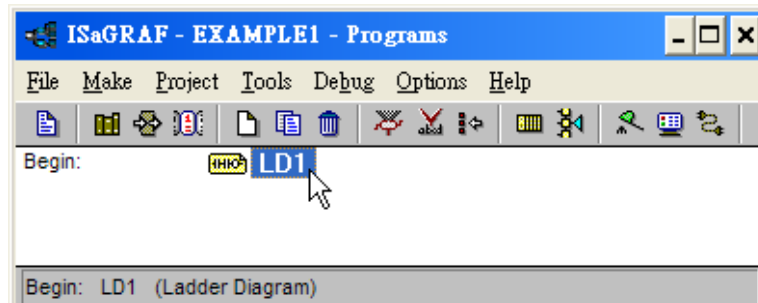 ISaGRAF - EXAMPLE1 - Programs
File Make Project Tools Debug Options Help
Begin: LD1
Begin: LD1 (Ladder Diagram)